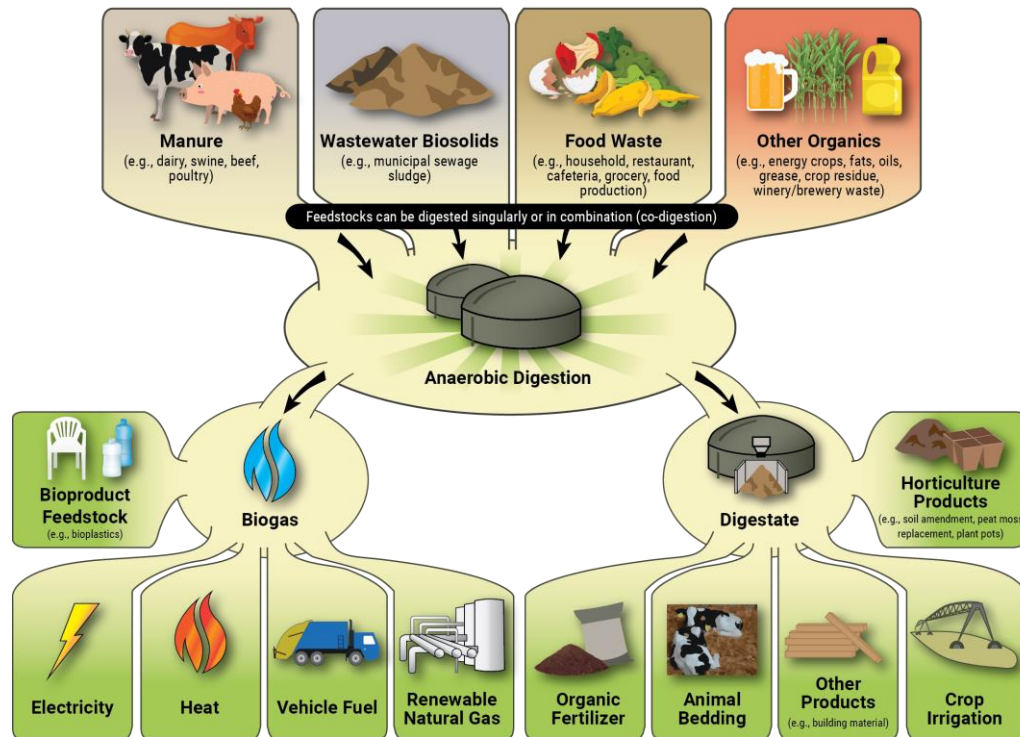 Manure
(e.g., dairy, swine, beef,
poultry)
Wastewater Biosolids
(e.g., municipal sewage
sludge)
Food Waste
(e.g., household, restaurant,
cafeteria, grocery, food
production)
Other Organics
(e.g., energy crops, fats, oils,
grease, crop residue,
winery/brewery waste)
Feedstocks can be digested singularly or in combination (co-digestion)
Anaerobic Digestion
Bioproduct
Feedstock
(e.g., bioplastics)
Biogas
Digestate
Horticulture
Products
(e.g., soil amendment, peat moss
replacement, plant pots)
Electricity
Heat
Vehicle Fuel
Renewable
Natural Gas
Organic
Fertilizer
Animal
Bedding
Other
Products
(e.g., building material)
Crop
Irrigation